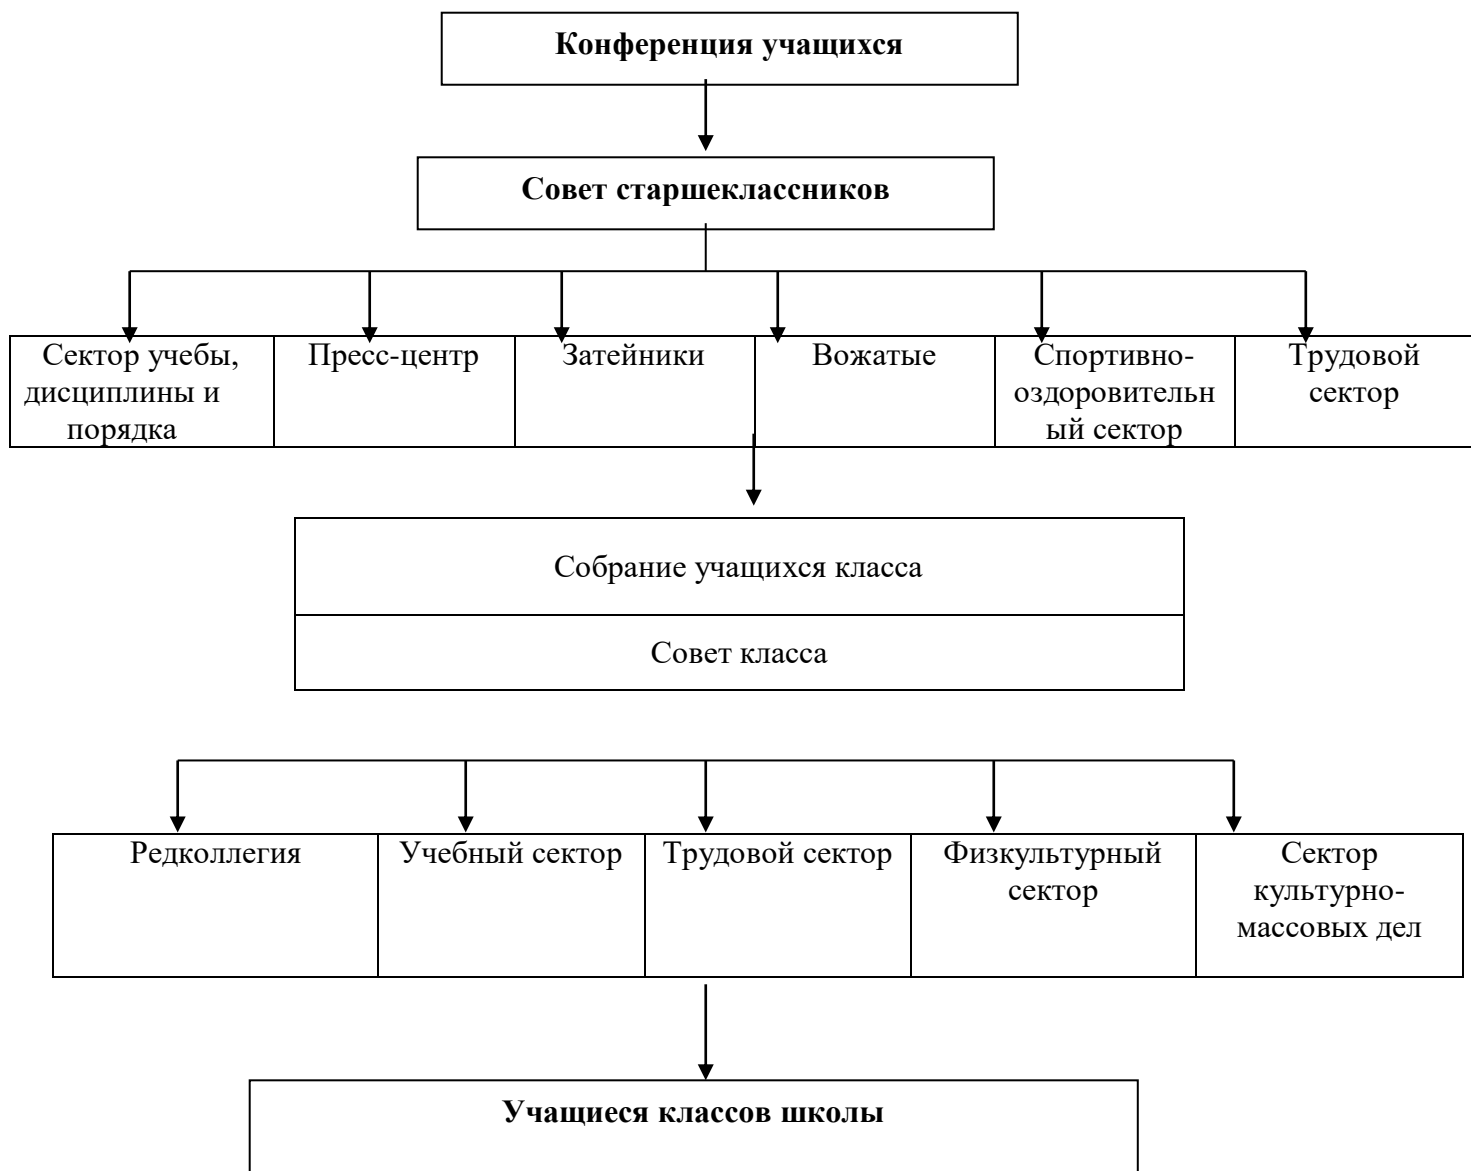 Конференция учащихся
Совет старшеклассников
Сектор учебы,
дисциплины и
порядка
Пресс-центр
Затейники
Вожатые
Спортивно-
оздоровительн
ый сектор
Трудовой
сектор
Собрание учащихся класса
Совет класса
Редколлегия
Учебный сектор
Трудовой сектор
Физкультурный
сектор
Сектор
культурно-
массовых дел
Учащиеся классов школы